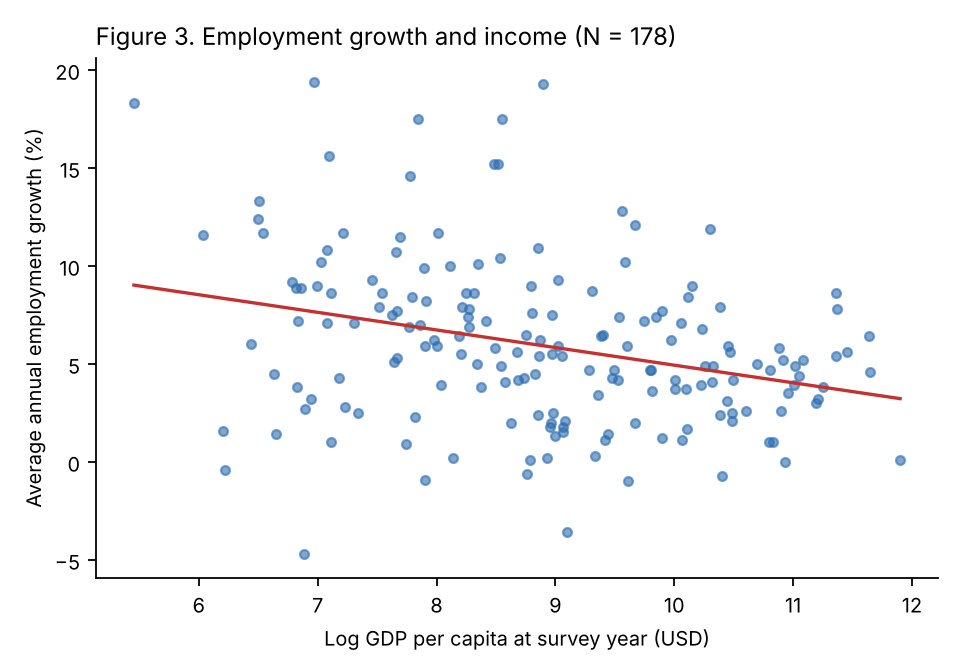 Figure 3. Employment growth and income (N = 178)
Average annual employment growth (%)
20
15
10
5
0
−5
6 7 8 9 10 11 12
Log GDP per capita at survey year (USD)